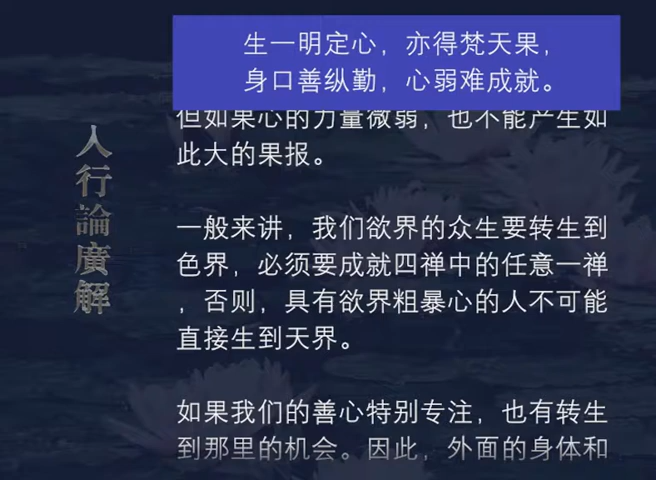 生一明定心，亦得梵天果，
身口善纵勤，心弱难成就。
但如果心的力量微弱，也不能产生如
此大的果报。
一般来讲，我们欲界的众生要转生到
色界，必须要成就四禅中的任意一禅
，否则，具有欲界粗暴心的人不可能
直接生到天界。
如果我们的善心特别专注，也有转生
到那里的机会。因此，外面的身体和
入行論廣解